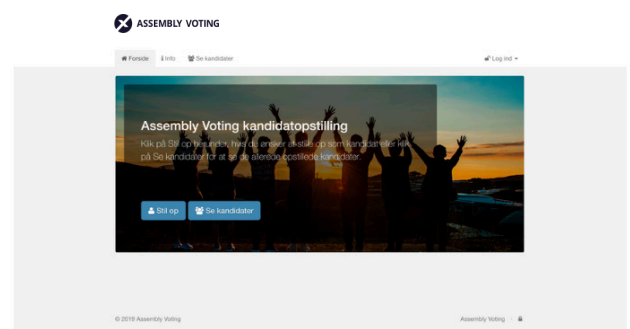 ASSEMBLY VOTING
Forside Info Se kandidater Log ind
Assembly Voting kandidatopstilling
Klik på Stil op herunder, hvis du ønsker at stille op som kandidat eller klik
på Se kandidater for at se de allerede opstillede kandidater.
Stil op Se kandidater
© 2019 Assembly Voting Assembly Voting